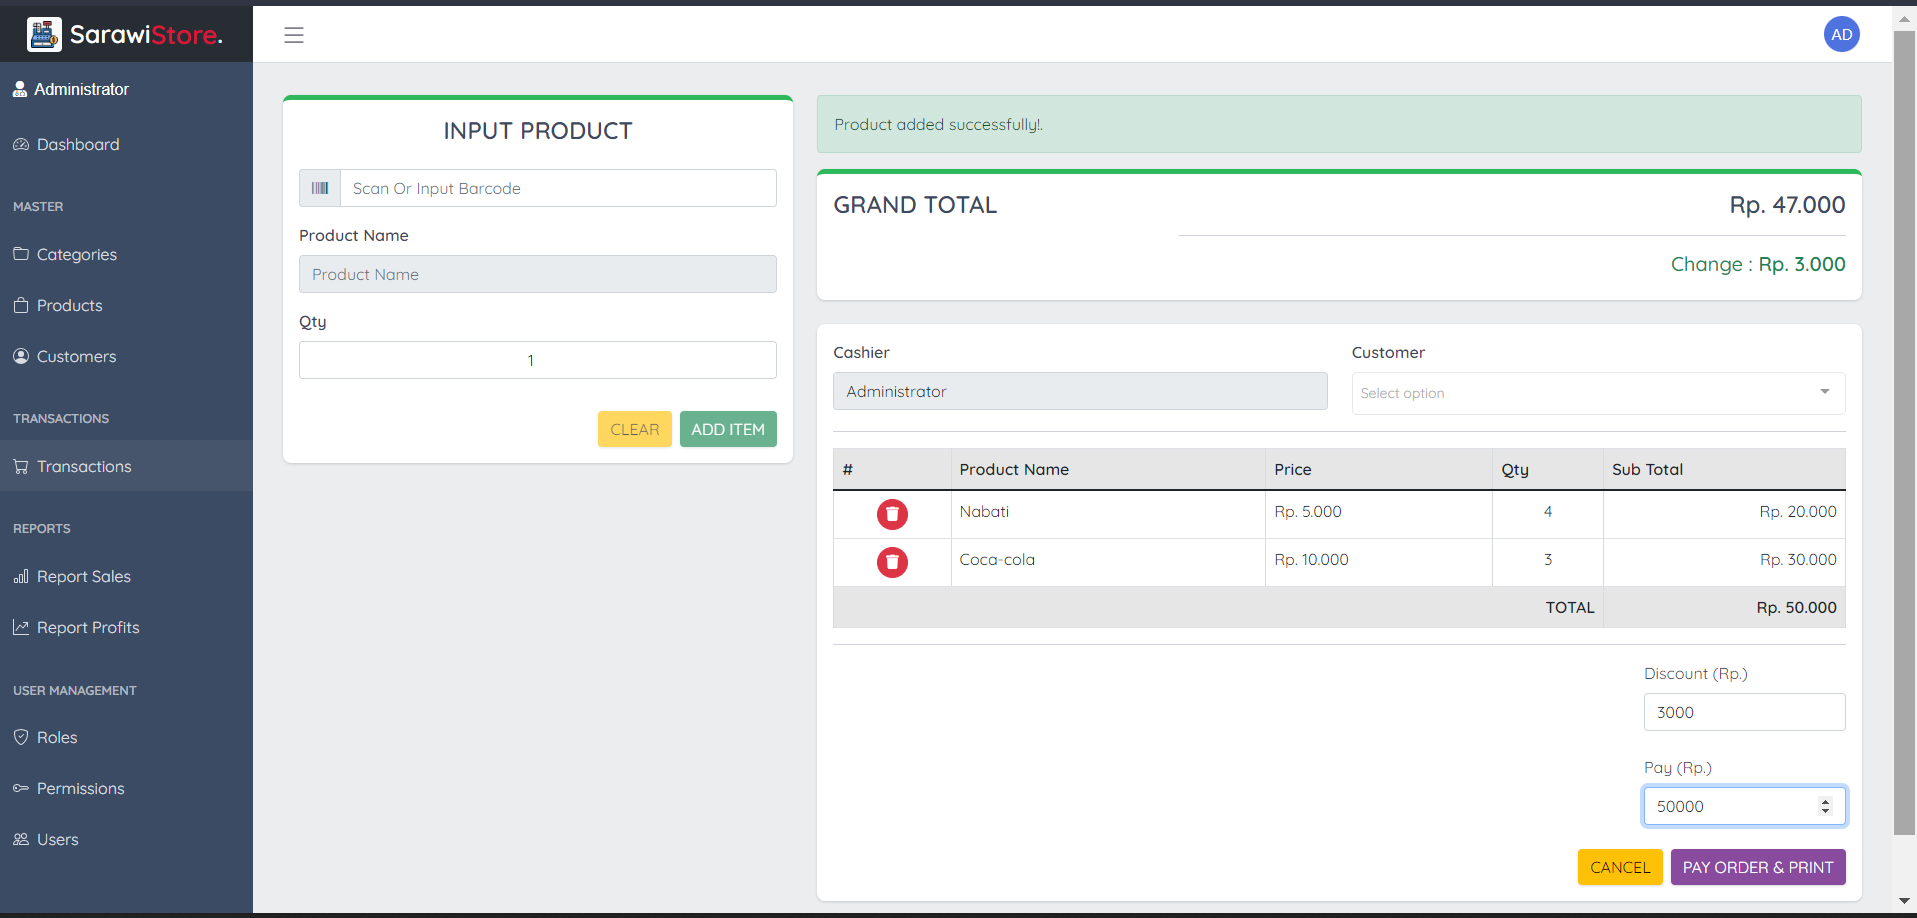 SarawiStore.
AD
Administrator
Dashboard
MASTER
Categories
Products
Customers
TRANSACTIONS
Transactions
REPORTS
Report Sales
Report Profits
USER MANAGEMENT
Roles
Permissions
Users
INPUT PRODUCT
Scan Or Input Barcode
Product Name
Product Name
Qty
1
CLEAR
ADD ITEM
Product added successfully!.
GRAND TOTAL
Rp. 47.000
Change : Rp. 3.000
Cashier
Administrator
Customer
Select option
# Product Name Price Qty Sub Total
Nabati Rp. 5.000 4 Rp. 20.000
Coca-cola Rp. 10.000 3 Rp. 30.000
TOTAL Rp. 50.000
Discount (Rp.)
3000
Pay (Rp.)
50000
CANCEL
PAY ORDER & PRINT